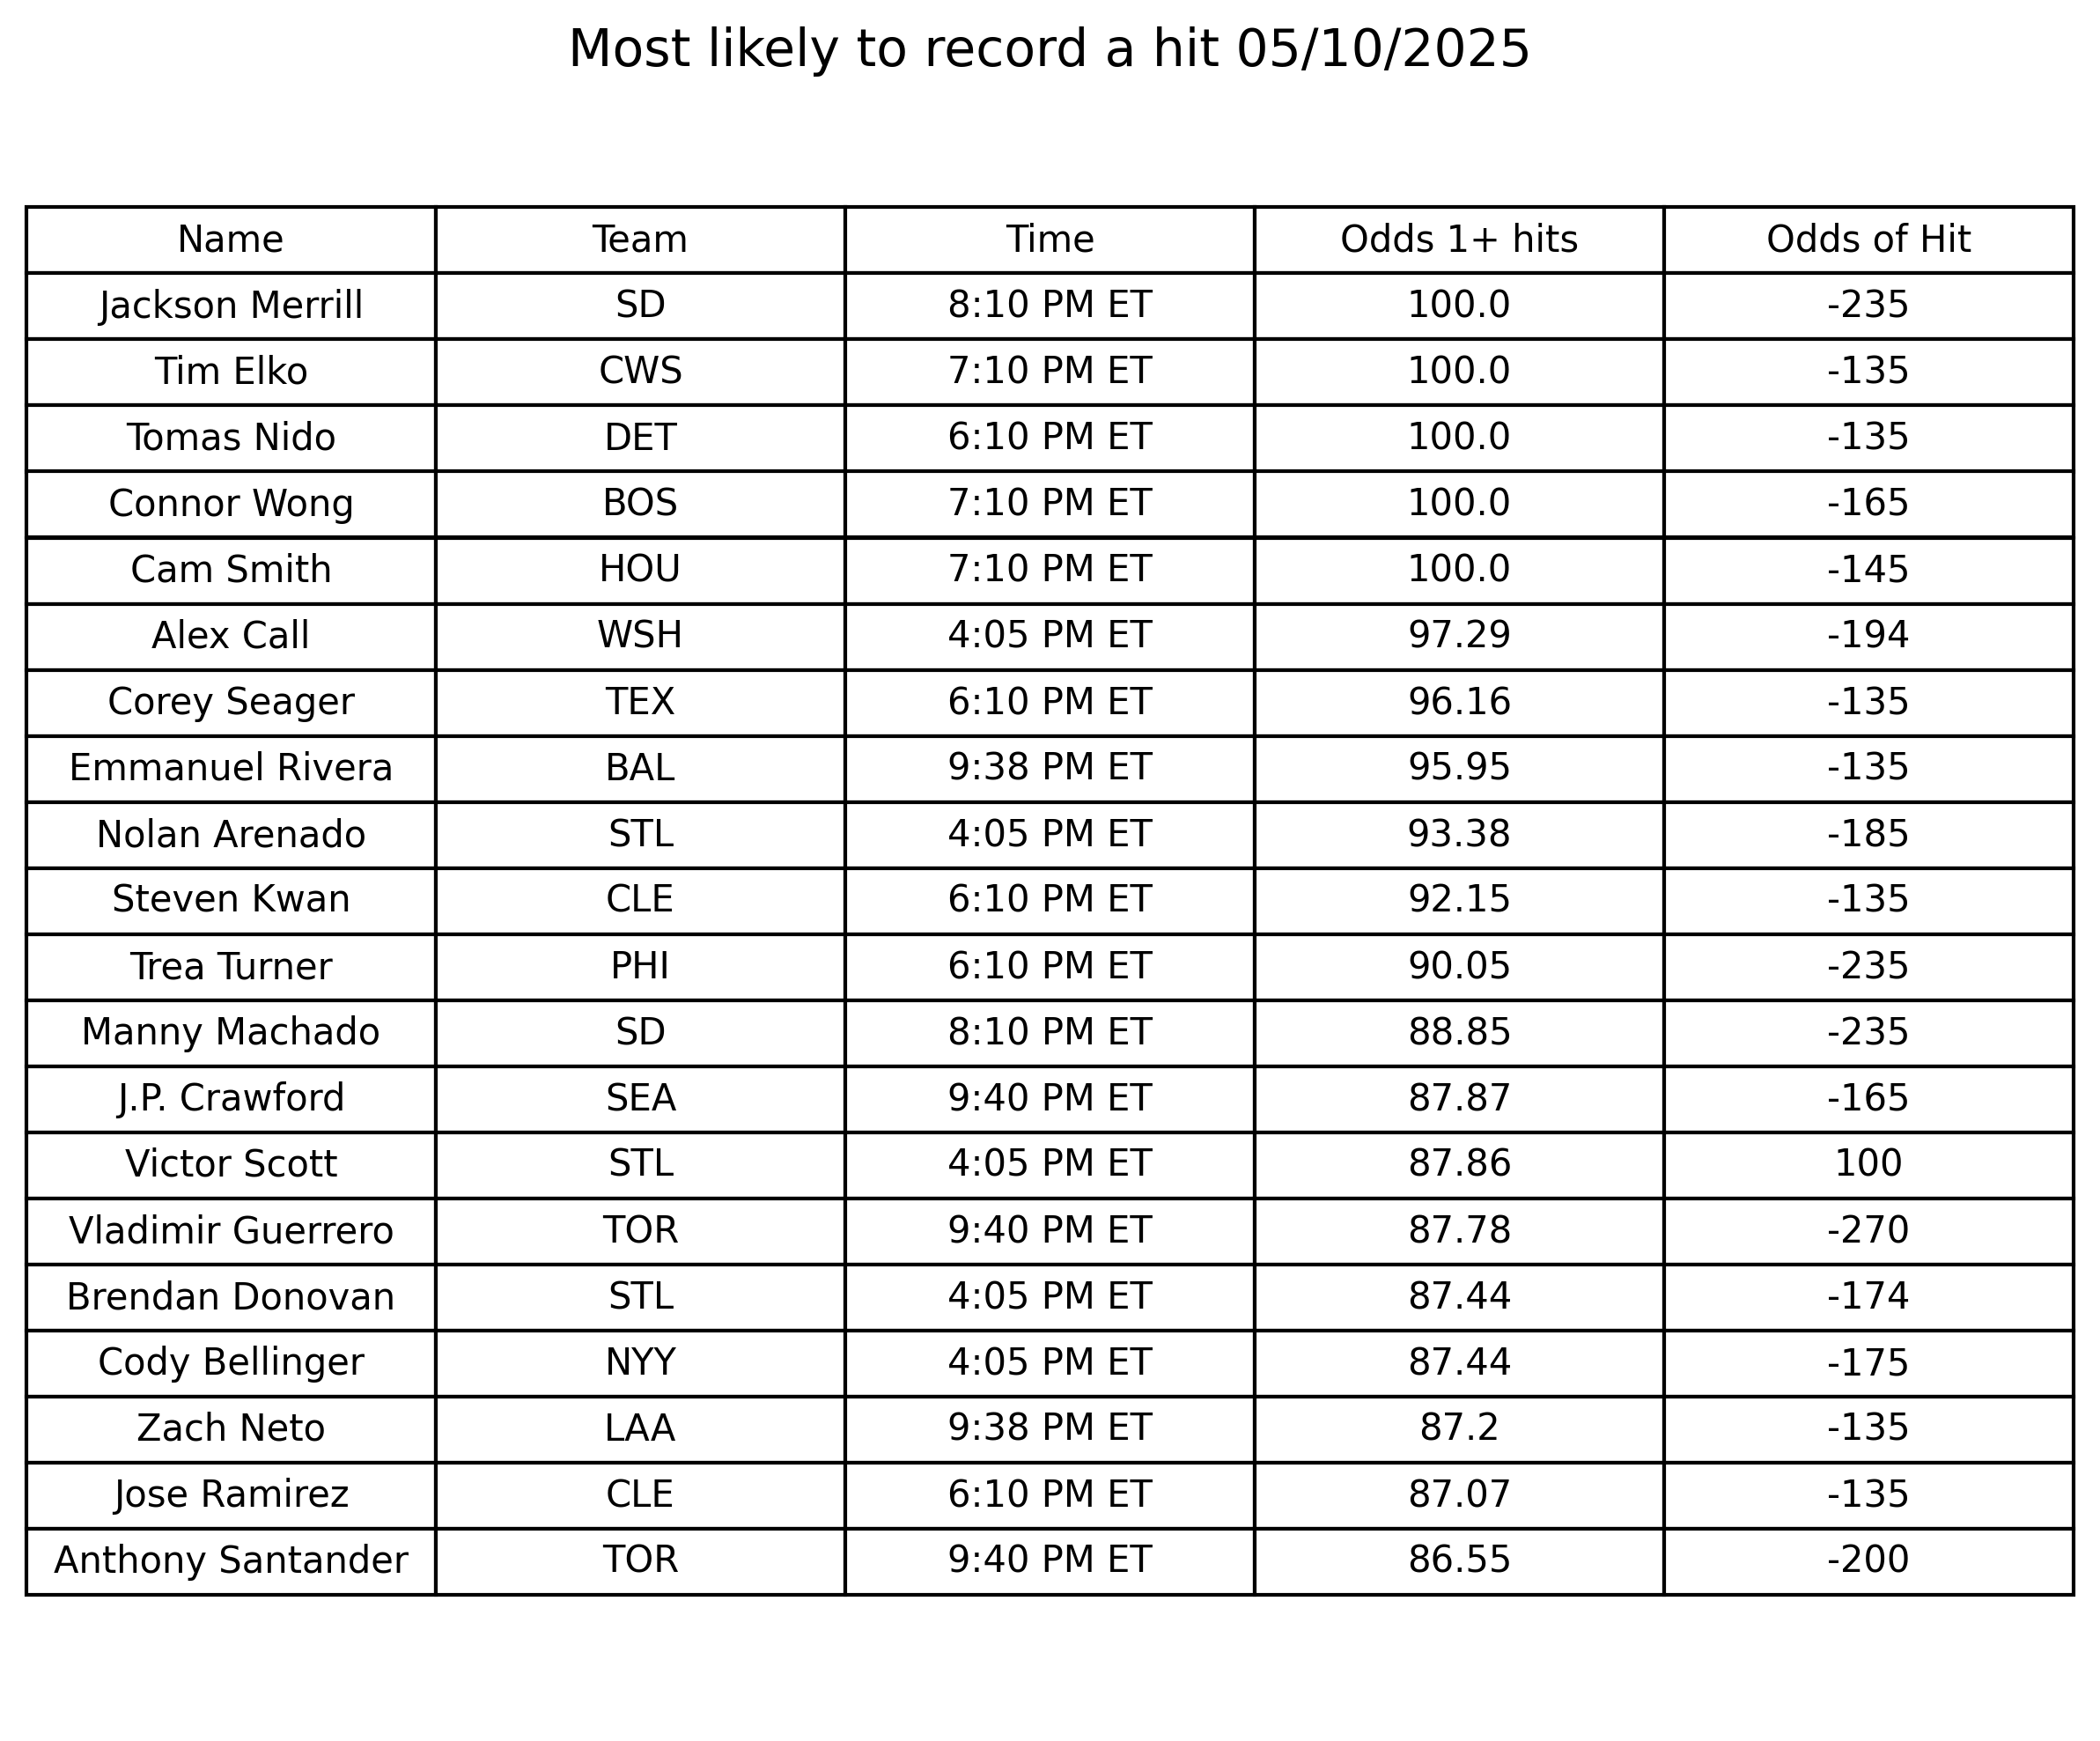 Most likely to record a hit 05/10/2025
Name Team Time Odds 1+ hits Odds of Hit
Jackson Merrill SD 8:10 PM ET 100.0 -235
Tim Elko CWS 7:10 PM ET 100.0 -135
Tomas Nido DET 6:10 PM ET 100.0 -135
Connor Wong BOS 7:10 PM ET 100.0 -165
Cam Smith HOU 7:10 PM ET 100.0 -145
Alex Call WSH 4:05 PM ET 97.29 -194
Corey Seager TEX 6:10 PM ET 96.16 -135
Emmanuel Rivera BAL 9:38 PM ET 95.95 -135
Nolan Arenado STL 4:05 PM ET 93.38 -185
Steven Kwan CLE 6:10 PM ET 92.15 -135
Trea Turner PHI 6:10 PM ET 90.05 -235
Manny Machado SD 8:10 PM ET 88.85 -235
J.P. Crawford SEA 9:40 PM ET 87.87 -165
Victor Scott STL 4:05 PM ET 87.86 100
Vladimir Guerrero TOR 9:40 PM ET 87.78 -270
Brendan Donovan STL 4:05 PM ET 87.44 -174
Cody Bellinger NYY 4:05 PM ET 87.44 -175
Zach Neto LAA 9:38 PM ET 87.2 -135
Jose Ramirez CLE 6:10 PM ET 87.07 -135
Anthony Santander TOR 9:40 PM ET 86.55 -200